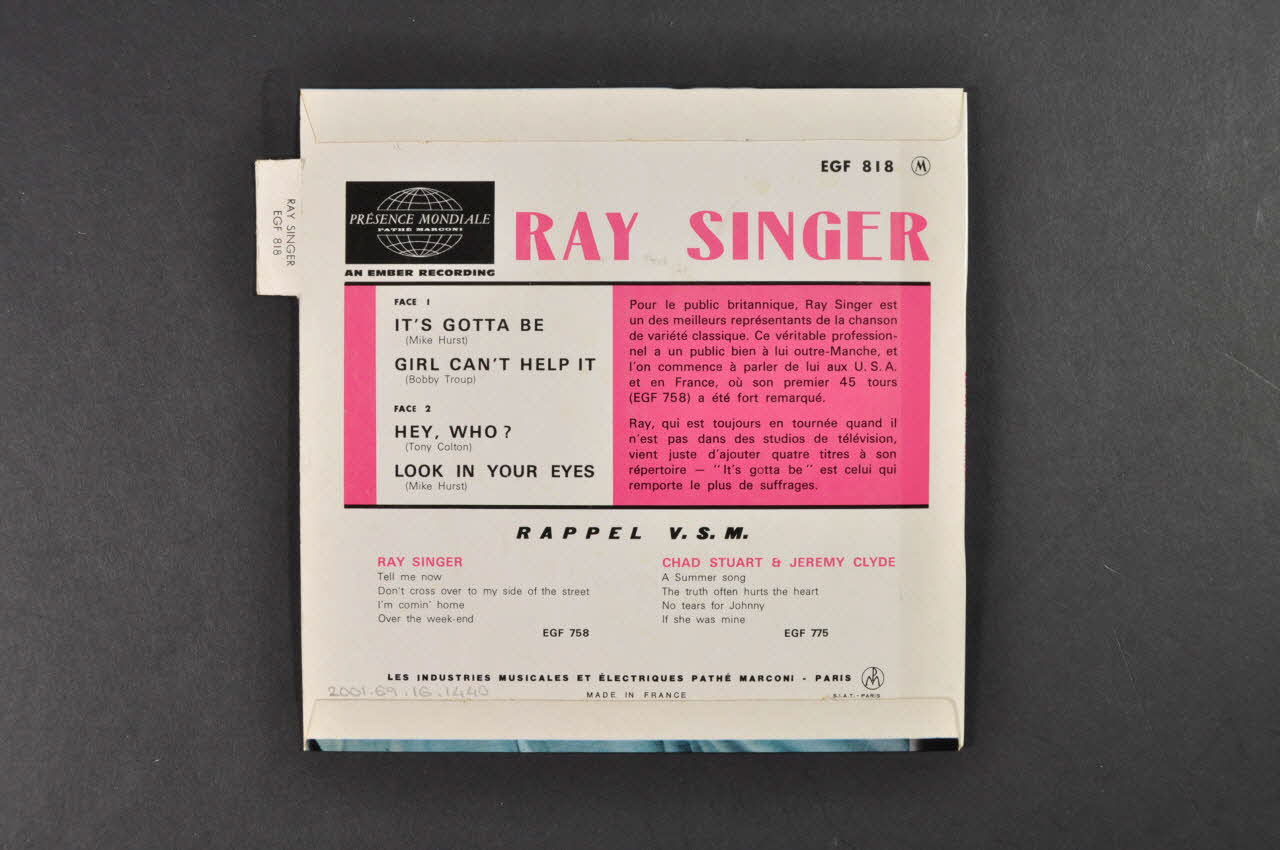 EGF 818 M
RAY SINGER
EGF 818
PRÉSENCE MONDIALE
PATHÉ MARCONI
AN EMBER RECORDING
RAY SINGER
FACE 1
IT'S GOTTA BE
(Mike Hurst)
GIRL CAN'T HELP IT
(Bobby Troup)
FACE 2
HEY, WHO ?
(Tony Colton)
LOOK IN YOUR EYES
(Mike Hurst)
Pour le public britannique, Ray Singer est
un des meilleurs représentants de la chanson
de variété classique. Ce véritable profession-
nel a un public bien à lui outre-Manche, et
l'on commence à parler de lui aux U.S.A.
et en France, où son premier 45 tours
(EGF 758) a été fort remarqué.
Ray, qui est toujours en tournée quand il
n'est pas dans des studios de télévision,
vient juste d'ajouter quatre titres à son
répertoire — "It's gotta be" est celui qui
remporte le plus de suffrages.
RAPPEL V.S.M.
RAY SINGER
Tell me now
Don't cross over to my side of the street
I'm comin' home
Over the week-end
EGF 758
CHAD STUART & JEREMY CLYDE
A Summer song
The truth often hurts the heart
No tears for Johnny
If she was mine
EGF 775
LES INDUSTRIES MUSICALES ET ÉLECTRIQUES PATHÉ MARCONI - PARIS
2001.69.16.1440
MADE IN FRANCE
S.I.A.T. - PARIS